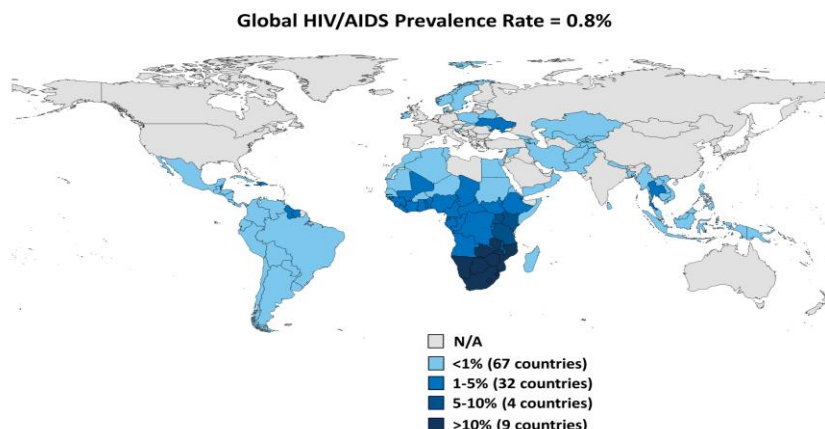 Global HIV/AIDS Prevalence Rate = 0.8%
N/A
<1% (67 countries)
1-5% (32 countries)
5-10% (4 countries)
>10% (9 countries)